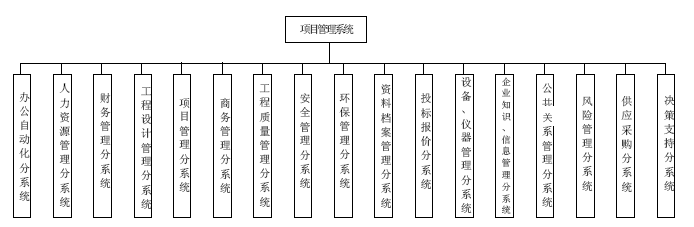 项目管理系统
办公自动化分系统
人力资源管理分系统
财务管理分系统
工程设计管理分系统
项目管理分系统
商务管理分系统
工程质量管理分系统
安全管理分系统
环保管理分系统
资料档案管理分系统
投标报价分系统
设备、仪器管理分系统
企业知识、信息管理分系统
公共关系管理分系统
风险管理分系统
供应采购分系统
决策支持分系统